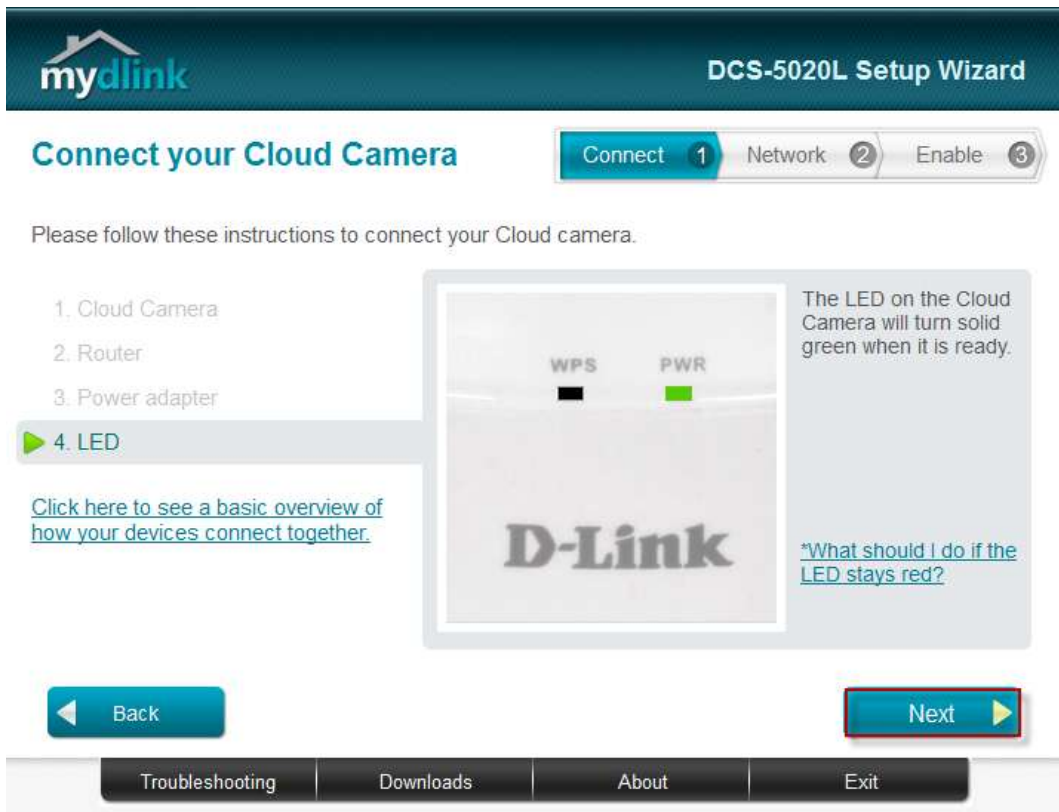 mydlink
DCS-5020L Setup Wizard
Connect your Cloud Camera
Connect 1 Network 2 Enable 3
Please follow these instructions to connect your Cloud camera.
1. Cloud Camera
2. Router
3. Power adapter
4. LED
Click here to see a basic overview of
how your devices connect together.
WPS PWR
D-Link
The LED on the Cloud
Camera will turn solid
green when it is ready.
*What should I do if the
LED stays red?
Back
Next
Troubleshooting Downloads About Exit